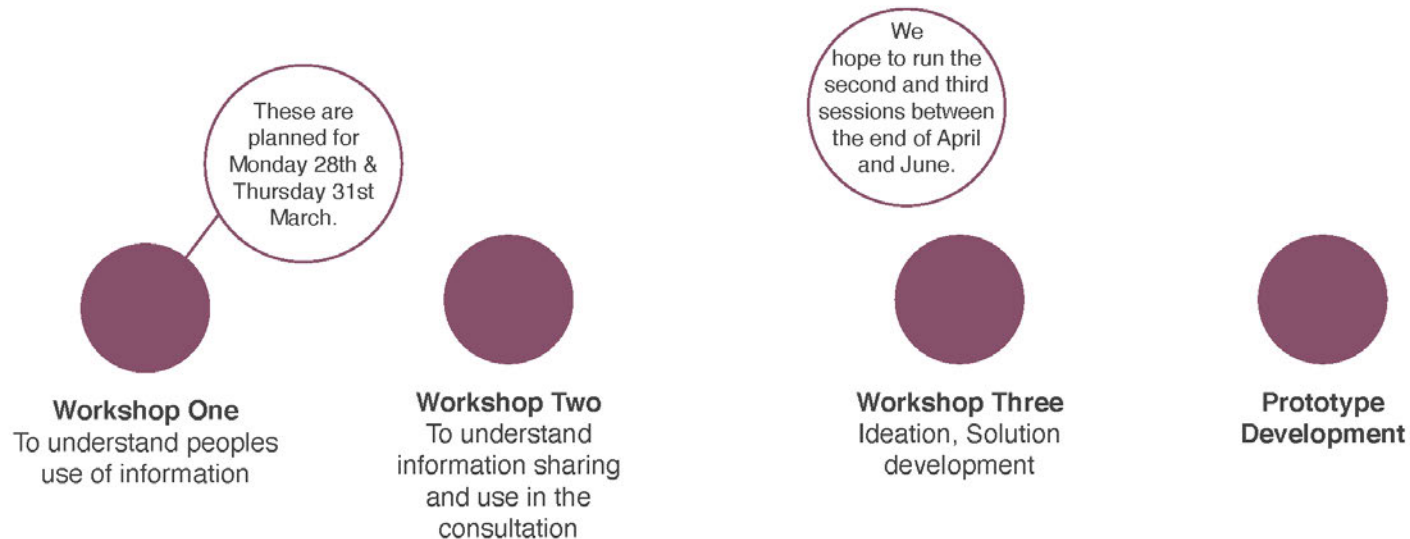 These are
planned for
Monday 28th &
Thursday 31st
March.
We
hope to run the
second and third
sessions between
the end of April
and June.
Workshop One
To understand peoples
use of information
Workshop Two
To understand
information sharing
and use in the
consultation
Workshop Three
Ideation, Solution
development
Prototype
Development